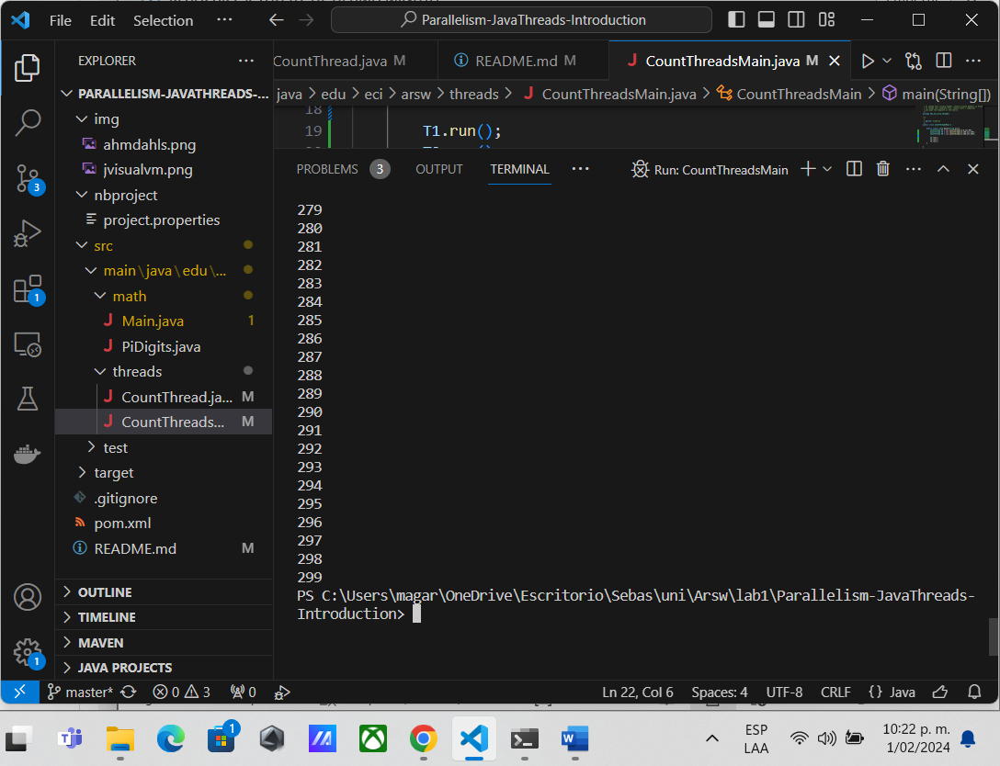 File Edit Selection ··· Parallelism-JavaThreads-Introduction
EXPLORER ···
PARALLELISM-JAVATHREADS-...
img
ahmdahls.png
jvisualvm.png
nbproject
project.properties
src
main\java\edu\...
math
Main.java 1
PiDigits.java
threads
CountThread.ja... M
CountThreads... M
test
target
.gitignore
pom.xml
README.md M
OUTLINE
TIMELINE
MAVEN
JAVA PROJECTS
3
1
1
CountThread.java M README.md M CountThreadsMain.java M
java > edu > eci > arsw > threads > CountThreadsMain.java > CountThreadsMain > main(String[])
18
19 T1.run();
PROBLEMS 3 OUTPUT TERMINAL ··· Run: CountThreadsMain
279
280
281
282
283
284
285
286
287
288
289
290
291
292
293
294
295
296
297
298
299
PS C:\Users\magar\OneDrive\Escritorio\Sebas\uni\Arsw\lab1\Parallelism-JavaThreads-
Introduction>
master* 0 3 0 Ln 22, Col 6 Spaces: 4 UTF-8 CRLF {} Java
1
ESP
LAA
10:22 p. m.
1/02/2024